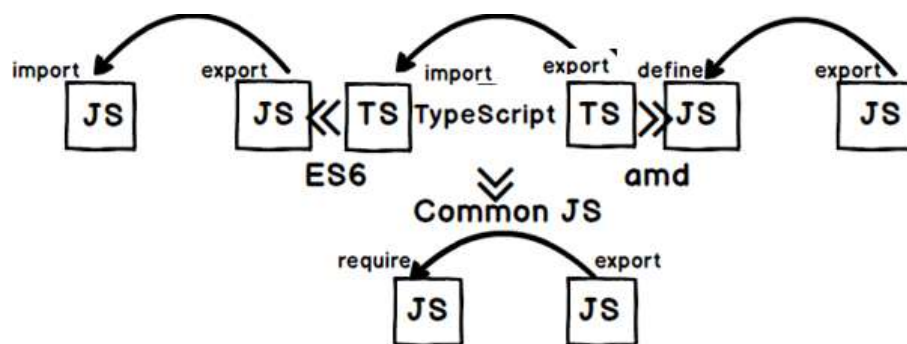 import export import export define export
JS JS TS TypeScript TS JS JS
ES6 amd
Common JS
require export
JS JS